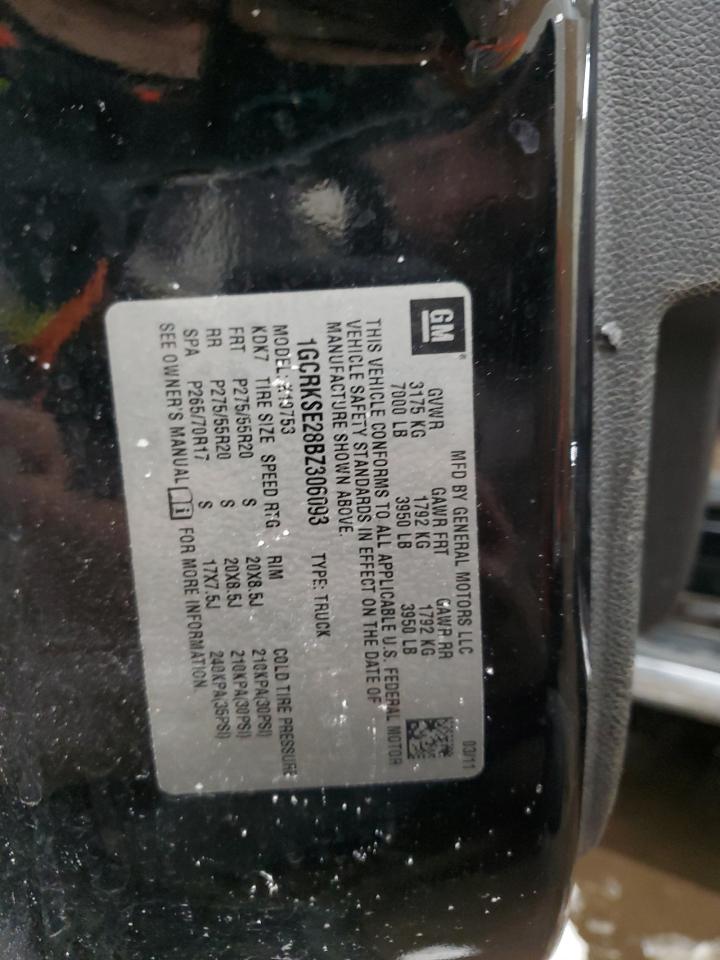 GM
MFD BY GENERAL MOTORS LLC 03/11
GVWR GAWR FRT GAWR RR
3175 KG 1792 KG 1792 KG
7000 LB 3950 LB 3950 LB
THIS VEHICLE CONFORMS TO ALL APPLICABLE U.S. FEDERAL MOTOR
VEHICLE SAFETY STANDARDS IN EFFECT ON THE DATE OF
MANUFACTURE SHOWN ABOVE.
1GCRKSE28BZ306093 TYPE: TRUCK
MODEL: K19753
KDK7 TIRE SIZE SPEED RTG RIM COLD TIRE PRESSURE
FRT P275/55R20 S 20X8.5J 210KPA(30PSI)
RR P275/55R20 S 20X8.5J 210KPA(30PSI)
SPA P265/70R17 S 17X7.5J 240KPA(35PSI)
SEE OWNER'S MANUAL FOR MORE INFORMATION